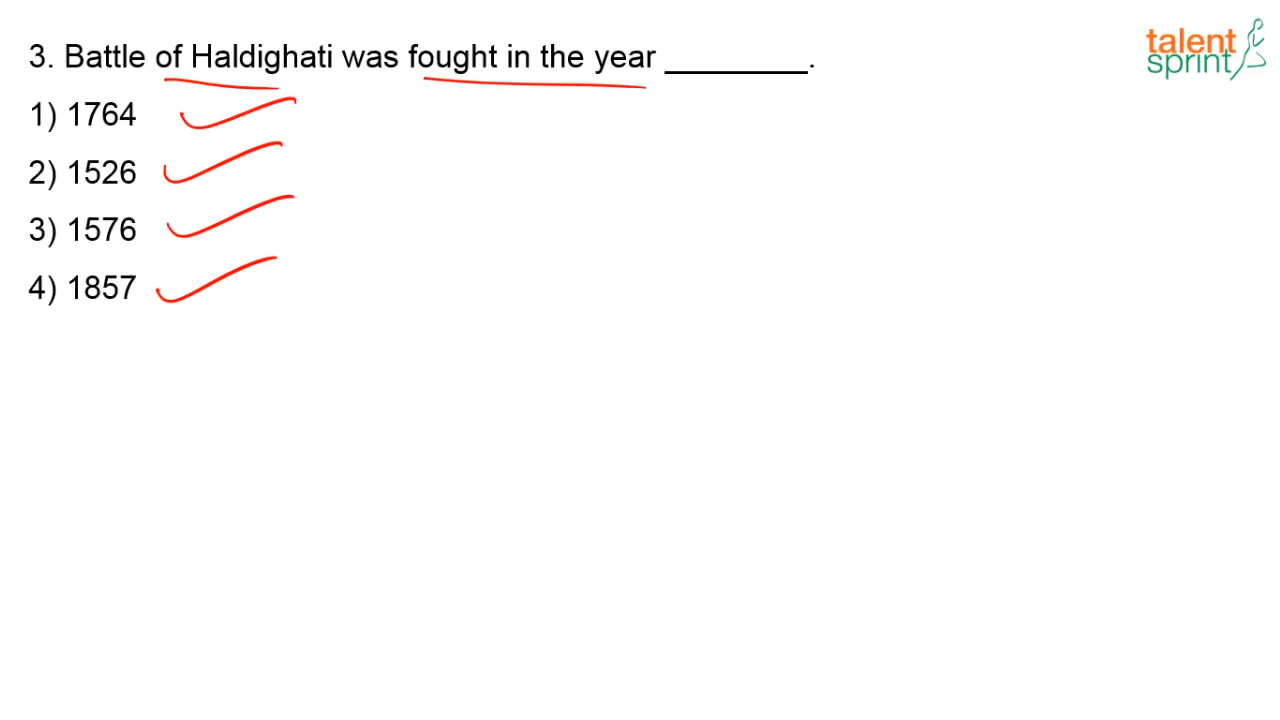 3. Battle of Haldighati was fought in the year ________.
talent
sprint
1) 1764
2) 1526
3) 1576
4) 1857